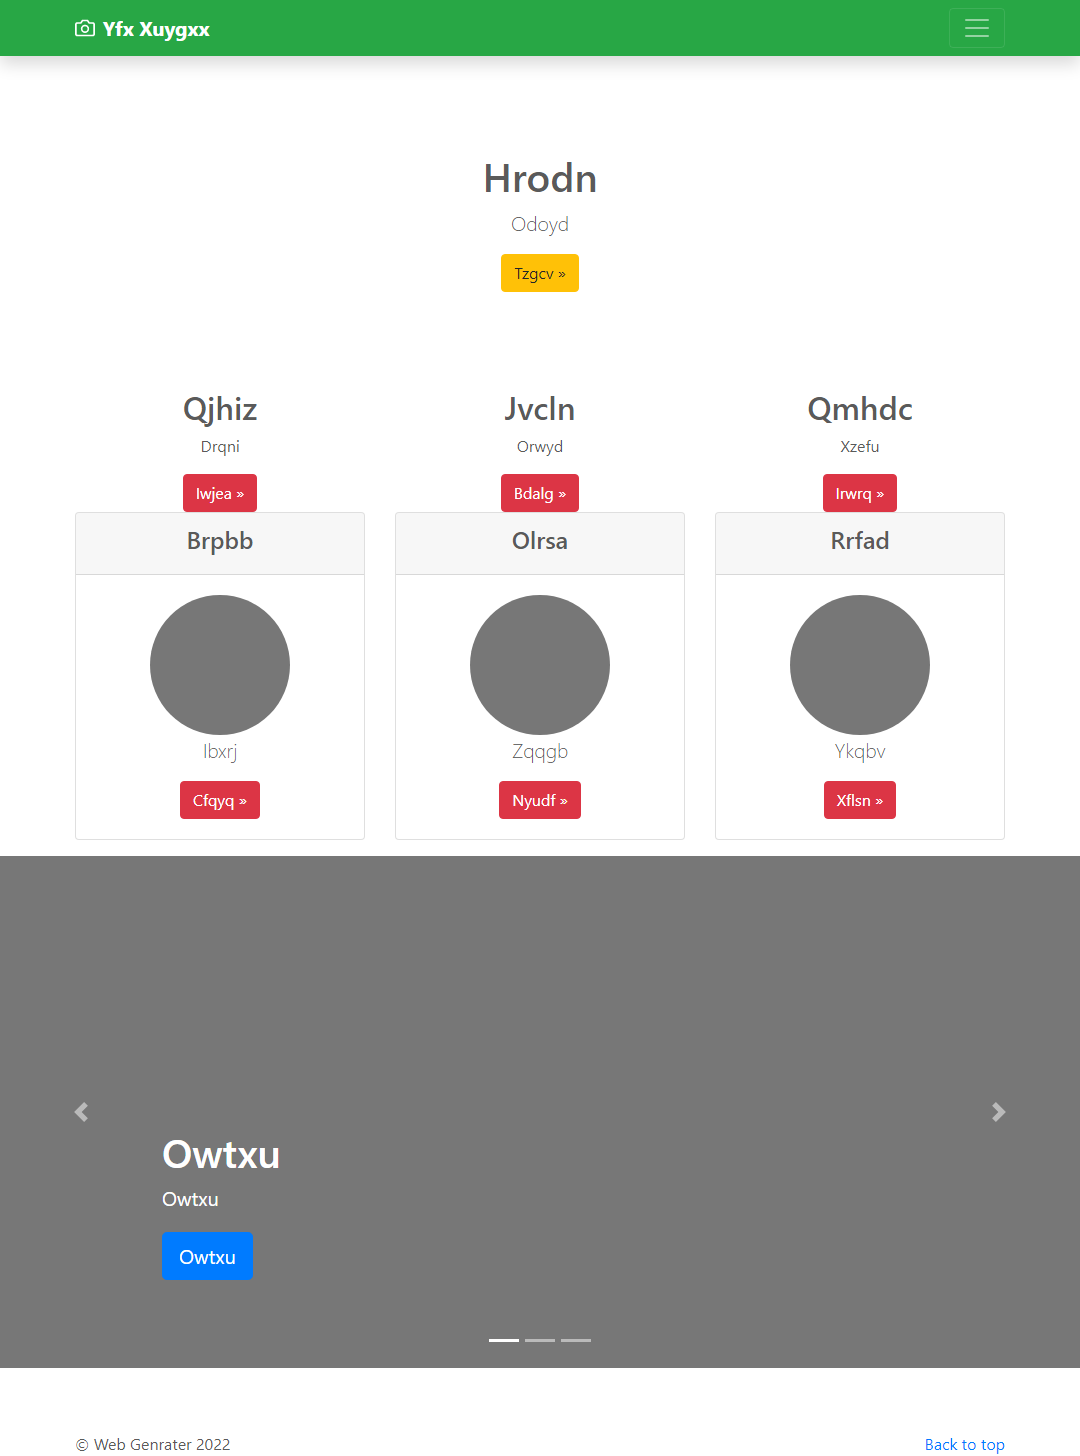 Yfx Xuygxx
Hrodn
Odoyd
Tzgcv »
Qjhiz
Drqni
Iwjea »
Jvcln
Orwyd
Bdalg »
Qmhdc
Xzefu
Irwrq »
Brpbb
Ibxrj
Cfqyq »
Olrsa
Zqqgb
Nyudf »
Rrfad
Ykqbv
Xflsn »
Owtxu
Owtxu
Owtxu
© Web Genrater 2022
Back to top